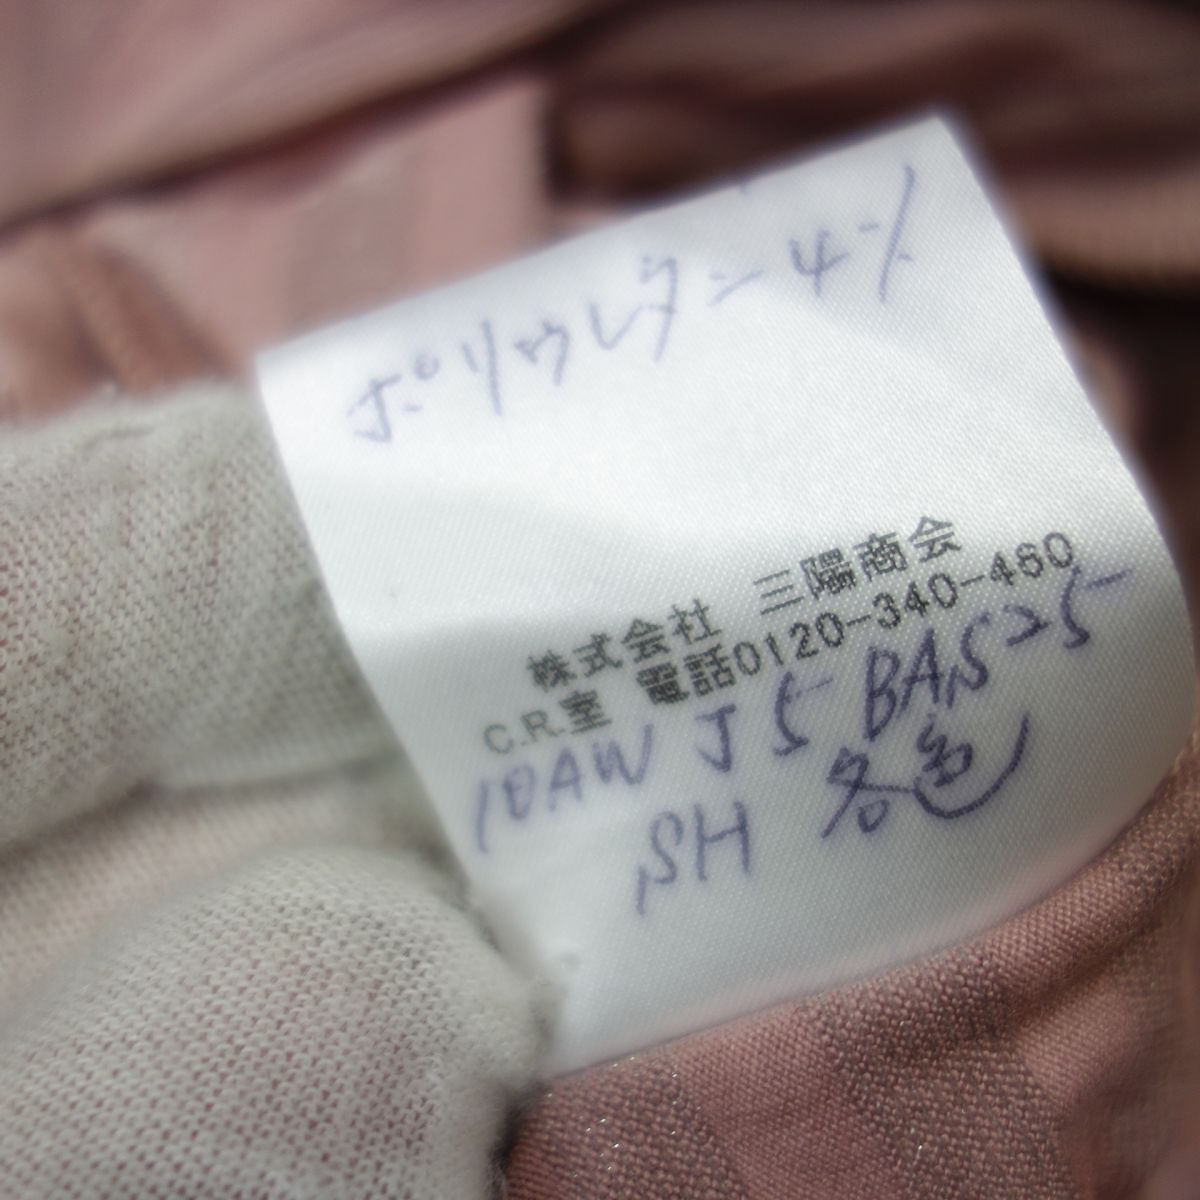 ポリウレタン4%
株式会社 三陽商会
C.R.室 電話0120-340-460
10AW J5 BAS25
SH 各色